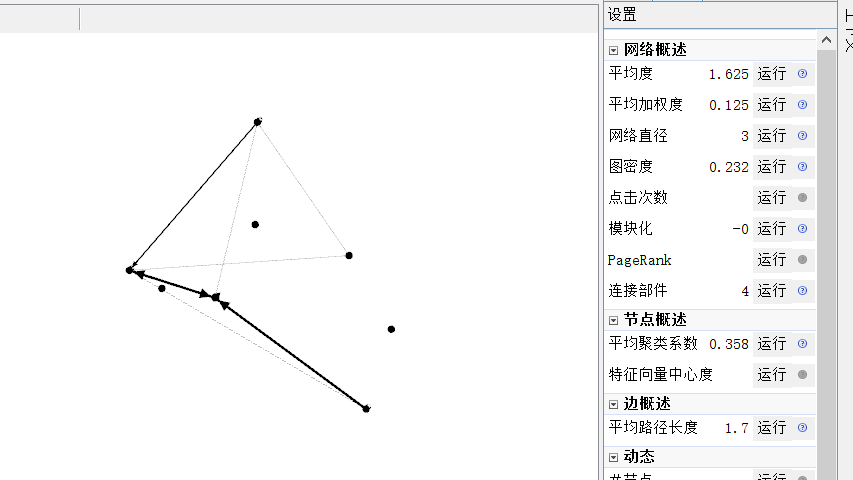 设置
网络概述
平均度 1.625 运行
平均加权度 0.125 运行
网络直径 3 运行
图密度 0.232 运行
点击次数 运行
模块化 -0 运行
PageRank 运行
连接部件 4 运行
节点概述
平均聚类系数 0.358 运行
特征向量中心度 运行
边概述
平均路径长度 1.7 运行
动态